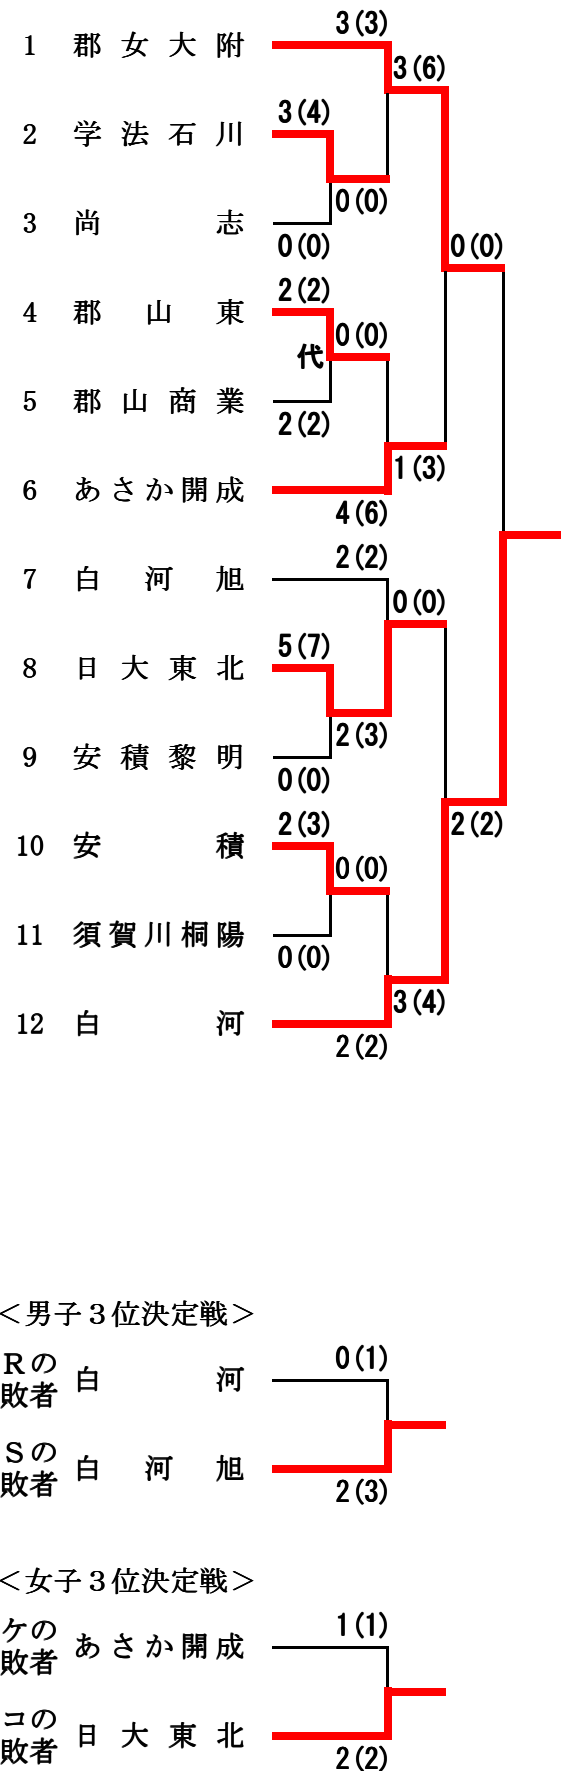 3(3)
1 郡女大附
3(6)
3(4)
2 学法石川
0(0)
3 尚志
0(0)
0(0)
2(2)
4 郡山東
0(0)
代
5 郡山商業
2(2)
1(3)
6 あさか開成
4(6)
2(2)
7 白河旭
0(0)
5(7)
8 日大東北
2(3)
9 安積黎明
0(0)
2(2)
2(3)
10 安積
0(0)
11 須賀川桐陽
0(0)
3(4)
12 白河
2(2)
＜男子３位決定戦＞
0(1)
Ｒの
敗者 白河
Ｓの
敗者 白河旭
2(3)
＜女子３位決定戦＞
1(1)
ケの
敗者 あさか開成
コの
敗者 日大東北
2(2)